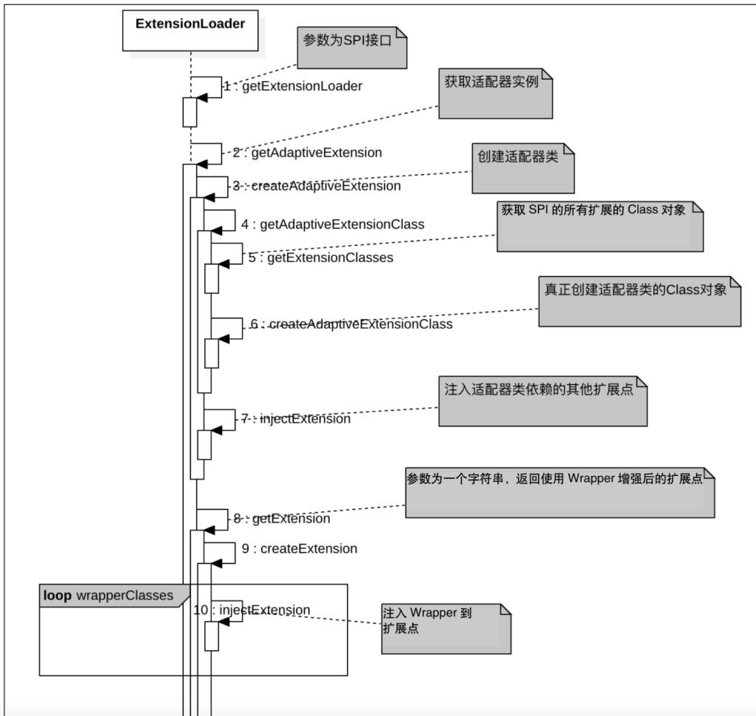 ExtensionLoader
参数为SPI接口
1 : getExtensionLoader
获取适配器实例
2 : getAdaptiveExtension
创建适配器类
3 : createAdaptiveExtension
获取 SPI 的所有扩展的 Class 对象
4 : getAdaptiveExtensionClass
5 : getExtensionClasses
真正创建适配器类的Class对象
6 : createAdaptiveExtensionClass
注入适配器类依赖的其他扩展点
7 : injectExtension
参数为一个字符串，返回使用 Wrapper 增强后的扩展点
8 : getExtension
9 : createExtension
loop wrapperClasses
10 : injectExtension
注入 Wrapper 到
扩展点